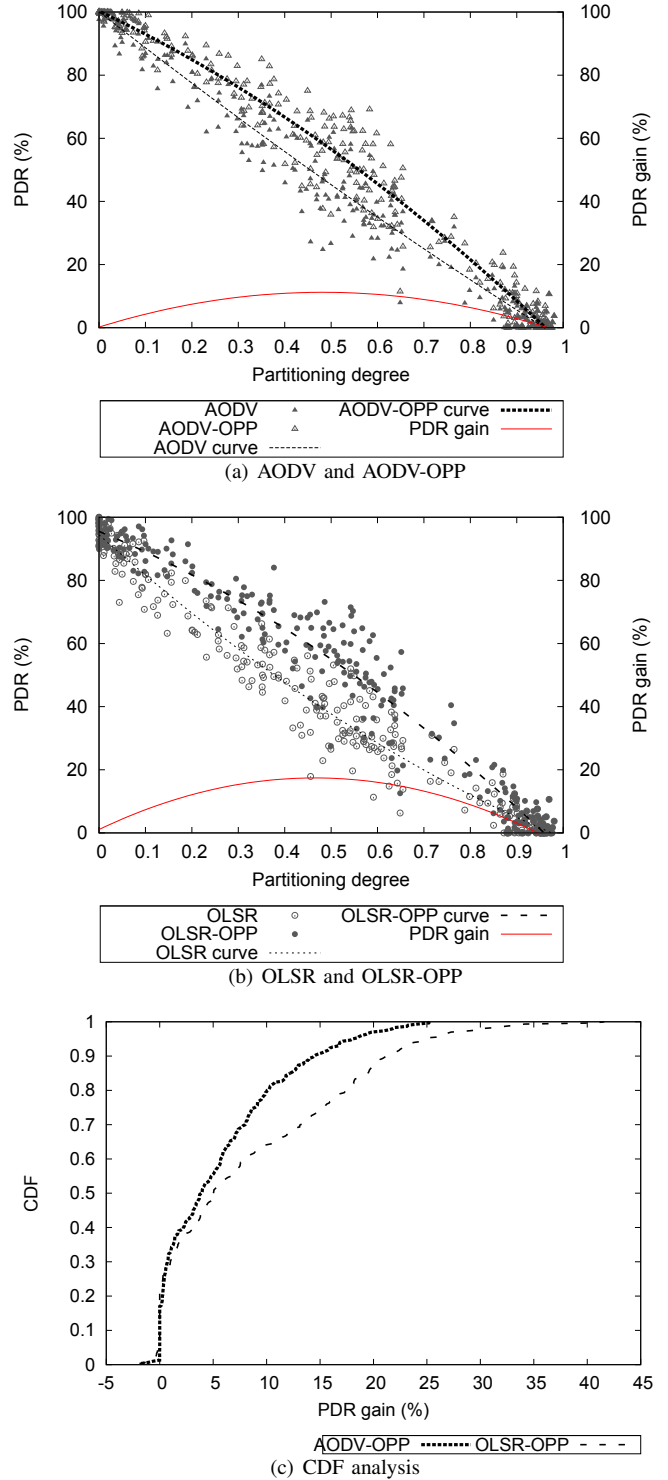 100 100
80 80
60 60
40 40
20 20
0 0
PDR (%)
PDR gain (%)
0 0.1 0.2 0.3 0.4 0.5 0.6 0.7 0.8 0.9 1
Partitioning degree
AODV AODV-OPP curve
AODV-OPP PDR gain
AODV curve
(a) AODV and AODV-OPP
100 100
80 80
60 60
40 40
20 20
0 0
PDR (%)
PDR gain (%)
0 0.1 0.2 0.3 0.4 0.5 0.6 0.7 0.8 0.9 1
Partitioning degree
OLSR OLSR-OPP curve
OLSR-OPP PDR gain
OLSR curve
(b) OLSR and OLSR-OPP
1
0.9
0.8
0.7
0.6
0.5
0.4
0.3
0.2
0.1
0
CDF
-5 0 5 10 15 20 25 30 35 40 45
PDR gain (%)
AODV-OPP OLSR-OPP
(c) CDF analysis